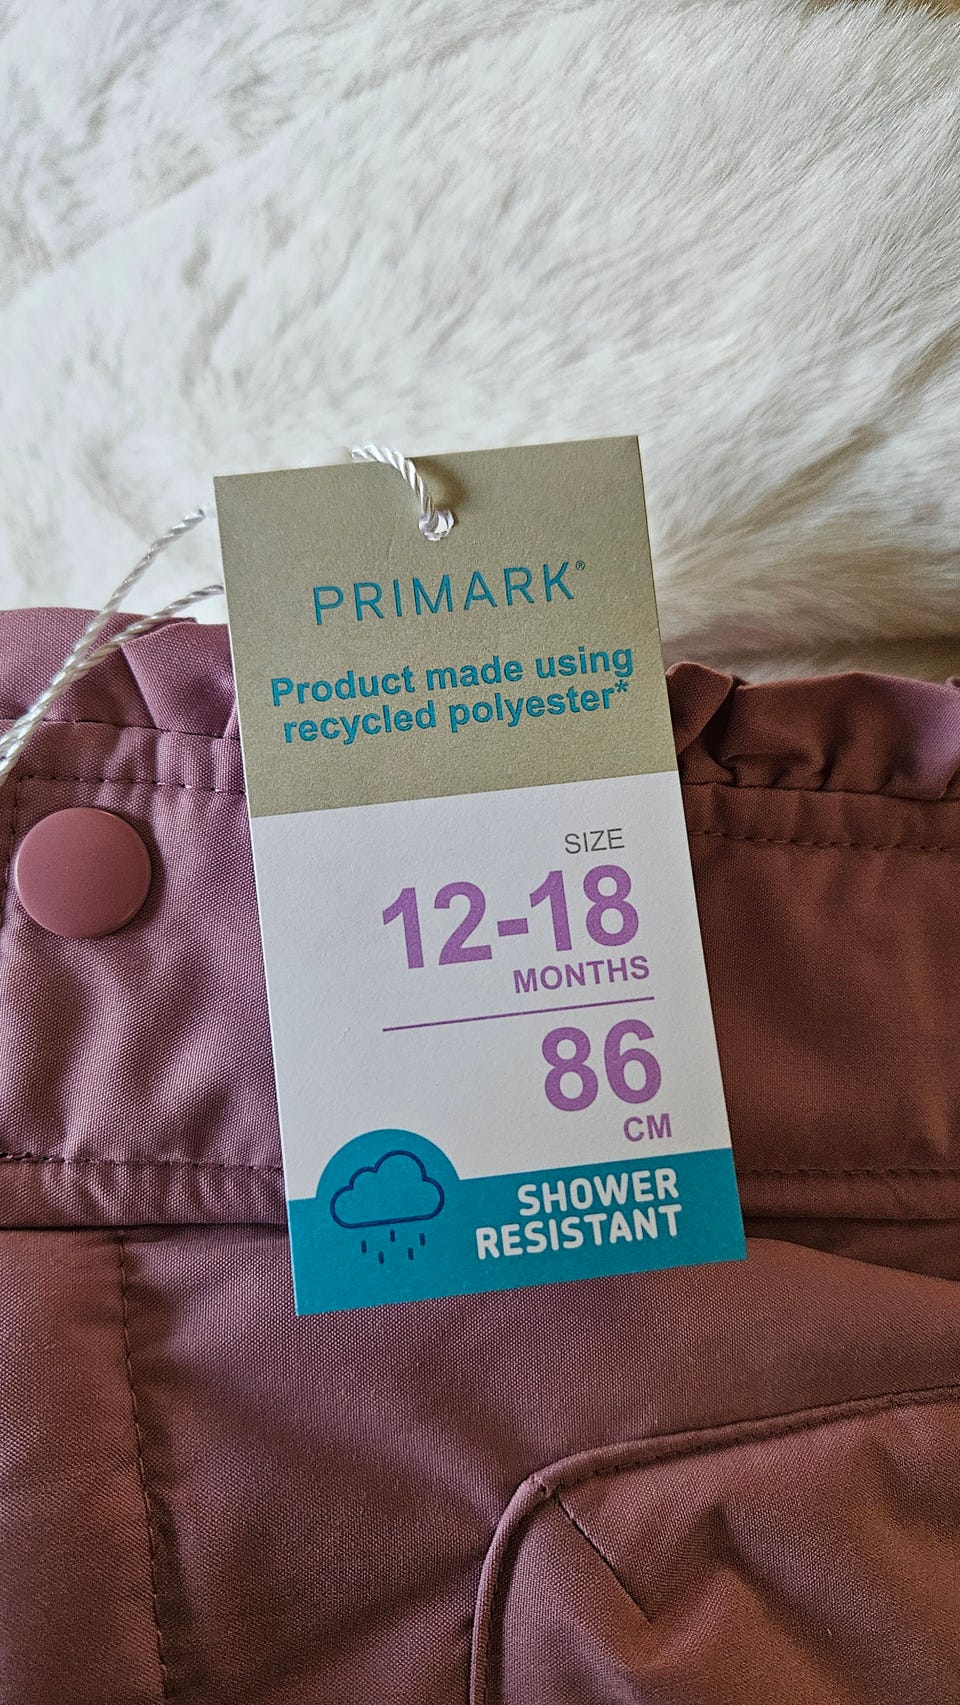 PRIMARK®
Product made using
recycled polyester*
SIZE
12-18
MONTHS
86
CM
SHOWER
RESISTANT